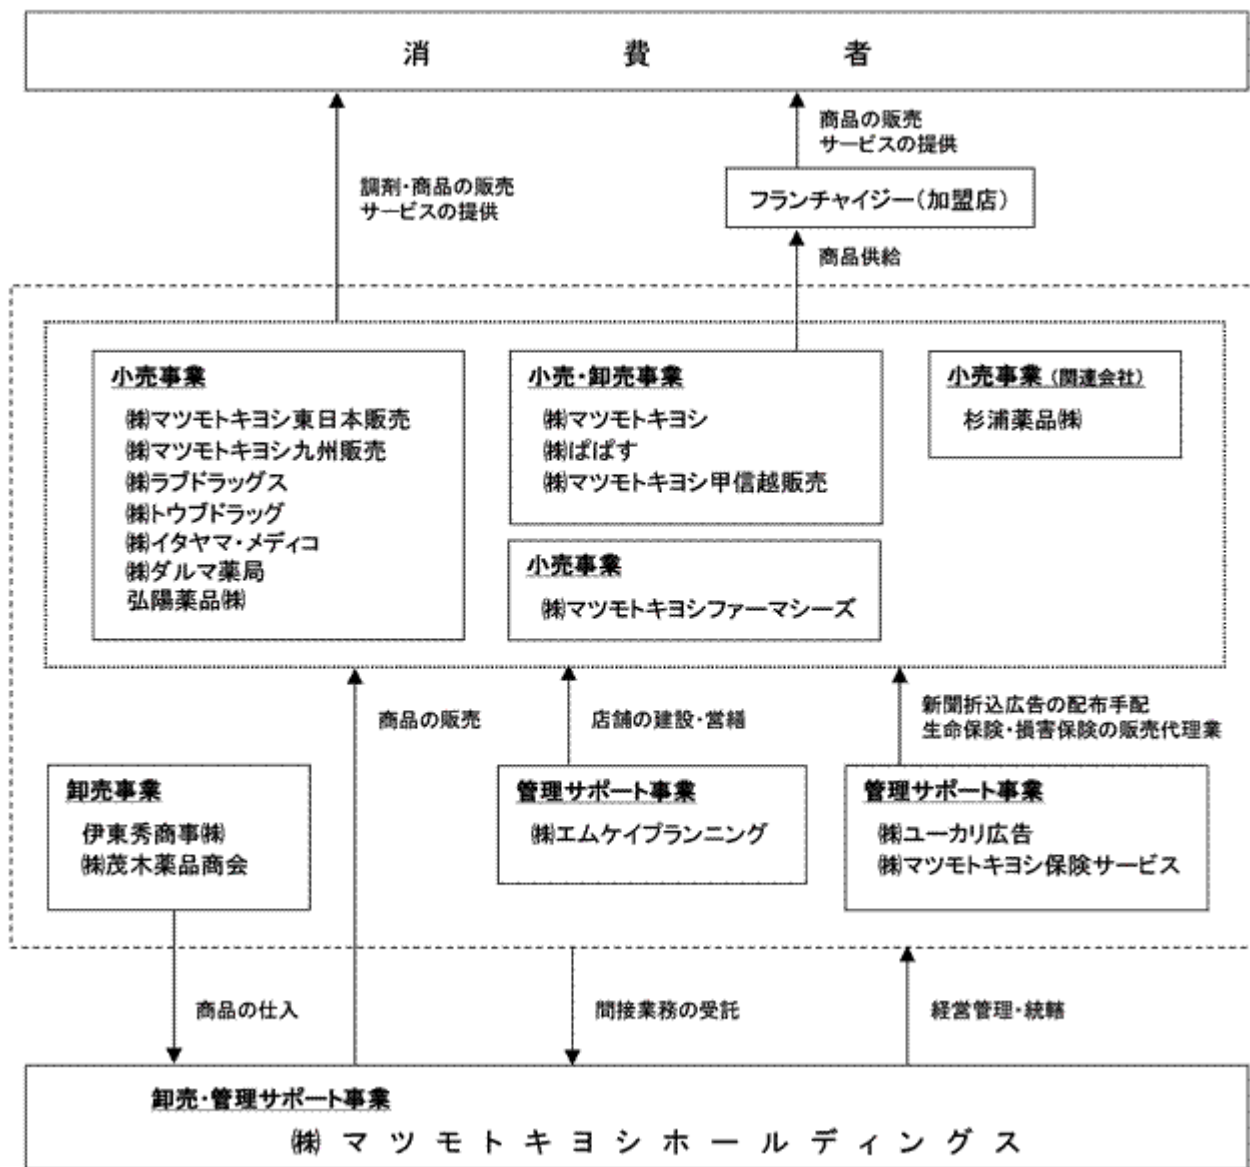 消費者
商品の販売
サービスの提供
調剤・商品の販売
サービスの提供
フランチャイジー（加盟店）
商品供給
小売事業
㈱マツモトキヨシ東日本販売
㈱マツモトキヨシ九州販売
㈱ラブドラッグス
㈱トウブドラッグ
㈱イタヤマ・メディコ
㈱ダルマ薬局
弘陽薬品㈱
小売・卸売事業
㈱マツモトキヨシ
㈱ぱぱす
㈱マツモトキヨシ甲信越販売
小売事業
㈱マツモトキヨシファーマシーズ
小売事業（関連会社）
杉浦薬品㈱
商品の販売
店舗の建設・営繕
新聞折込広告の配布手配
生命保険・損害保険の販売代理業
卸売事業
伊東秀商事㈱
㈱茂木薬品商会
管理サポート事業
㈱エムケイプランニング
管理サポート事業
㈱ユーカリ広告
㈱マツモトキヨシ保険サービス
商品の仕入
間接業務の受託
経営管理・統轄
卸売・管理サポート事業
㈱マツモトキヨシホールディングス